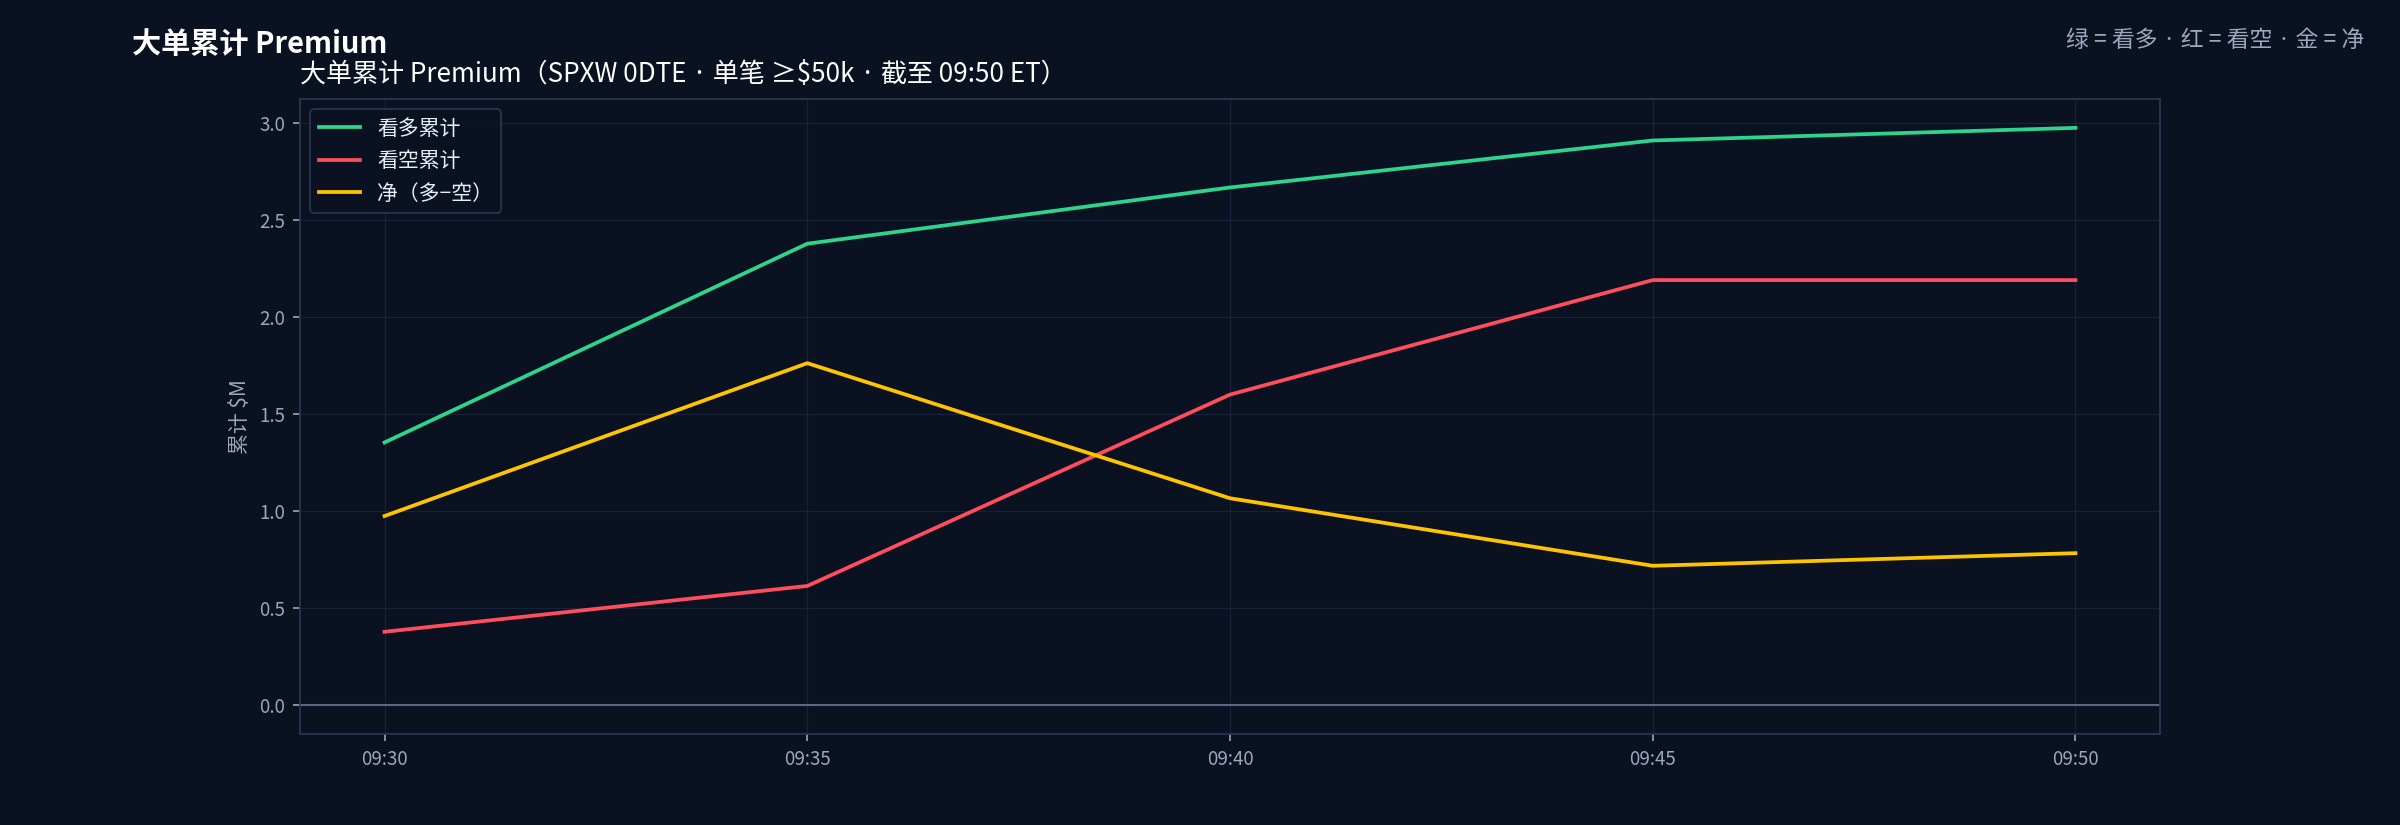 大单累计 Premium
绿 = 看多 · 红 = 看空 · 金 = 净
大单累计 Premium（SPXW 0DTE · 单笔 ≥$50k · 截至 09:50 ET）
看多累计
看空累计
净（多−空）
累计 $M
3.0
2.5
2.0
1.5
1.0
0.5
0.0
09:30 09:35 09:40 09:45 09:50